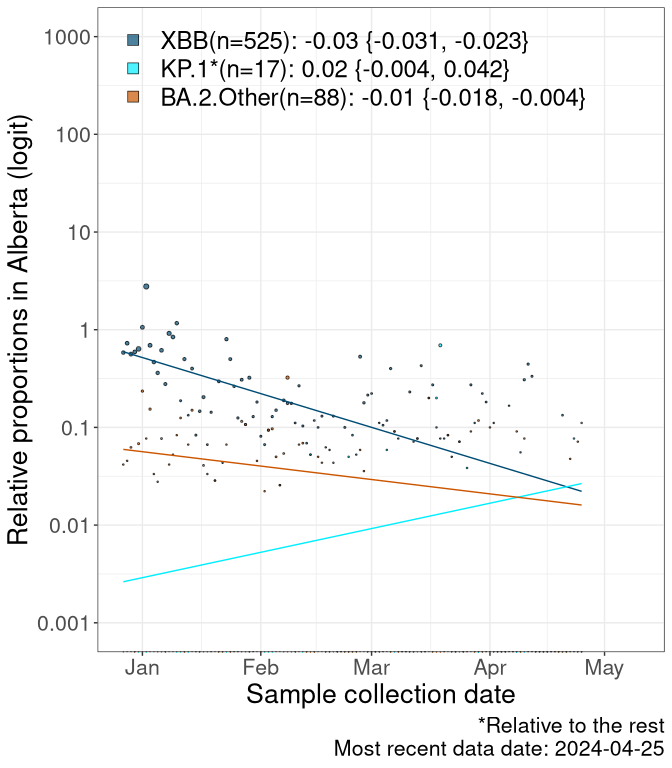 XBB(n=525): -0.03 {-0.031, -0.023}
KP.1*(n=17): 0.02 {-0.004, 0.042}
BA.2.Other(n=88): -0.01 {-0.018, -0.004}
Relative proportions in Alberta (logit)
1000
100
10
1
0.1
0.01
0.001
Jan Feb Mar Apr May
Sample collection date
*Relative to the rest
Most recent data date: 2024-04-25